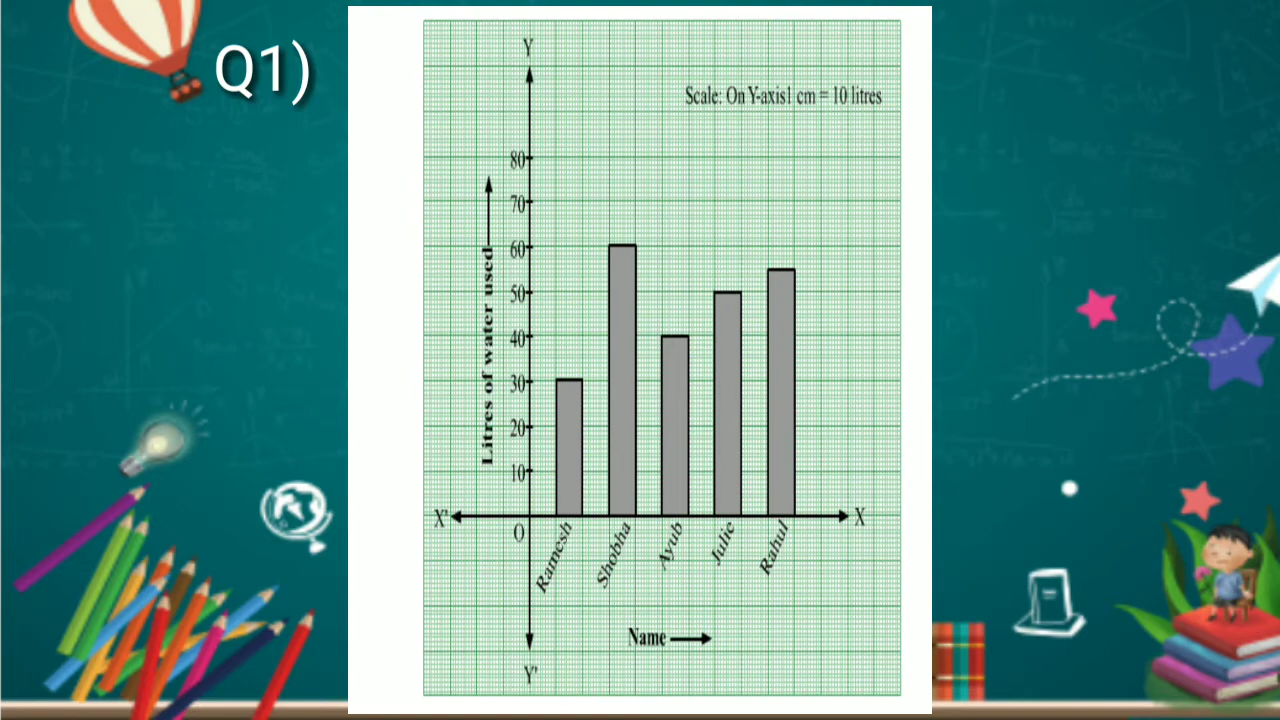 Q1)
Y
Scale: On Y-axis1 cm = 10 litres
80
70
60
50
40
30
20
10
Litres of water used
X'
O
X
Ramesh
Shobha
Ayub
Julie
Rahul
Name
Y'